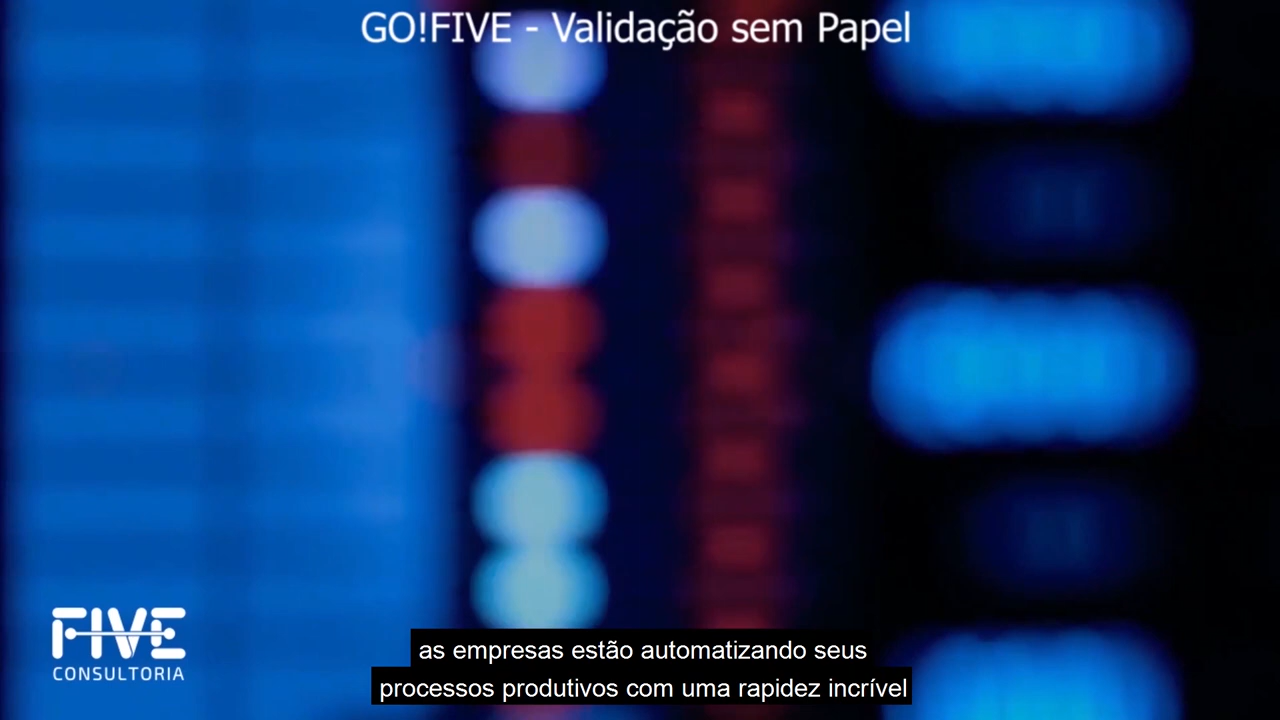 GO!FIVE - Validação sem Papel
FIVE
CONSULTORIA
as empresas estão automatizando seus
processos produtivos com uma rapidez incrível